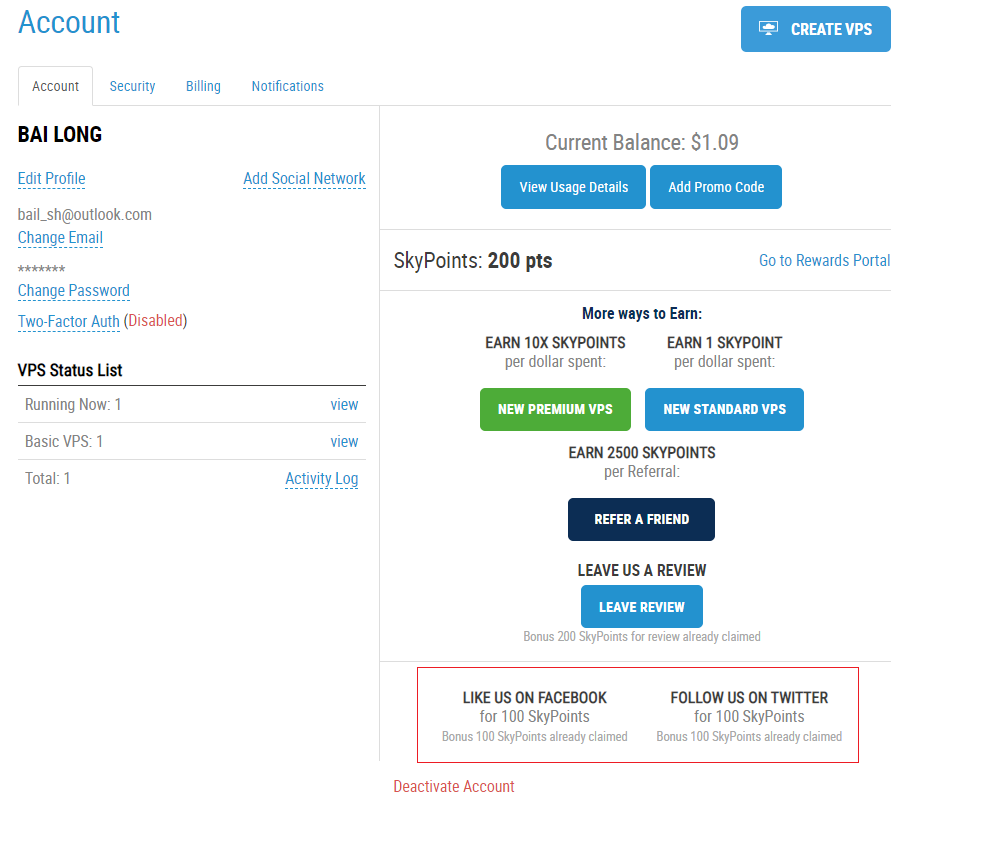 Account
CREATE VPS
Account Security Billing Notifications
BAI LONG
Edit Profile Add Social Network
bail_sh@outlook.com
Change Email
*******
Change Password
Two-Factor Auth (Disabled)
VPS Status List
Running Now: 1 view
Basic VPS: 1 view
Total: 1 Activity Log
Current Balance: $1.09
View Usage Details Add Promo Code
SkyPoints: 200 pts Go to Rewards Portal
More ways to Earn:
EARN 10X SKYPOINTS EARN 1 SKYPOINT
per dollar spent: per dollar spent:
NEW PREMIUM VPS NEW STANDARD VPS
EARN 2500 SKYPOINTS
per Referral:
REFER A FRIEND
LEAVE US A REVIEW
LEAVE REVIEW
Bonus 200 SkyPoints for review already claimed
LIKE US ON FACEBOOK FOLLOW US ON TWITTER
for 100 SkyPoints for 100 SkyPoints
Bonus 100 SkyPoints already claimed Bonus 100 SkyPoints already claimed
Deactivate Account